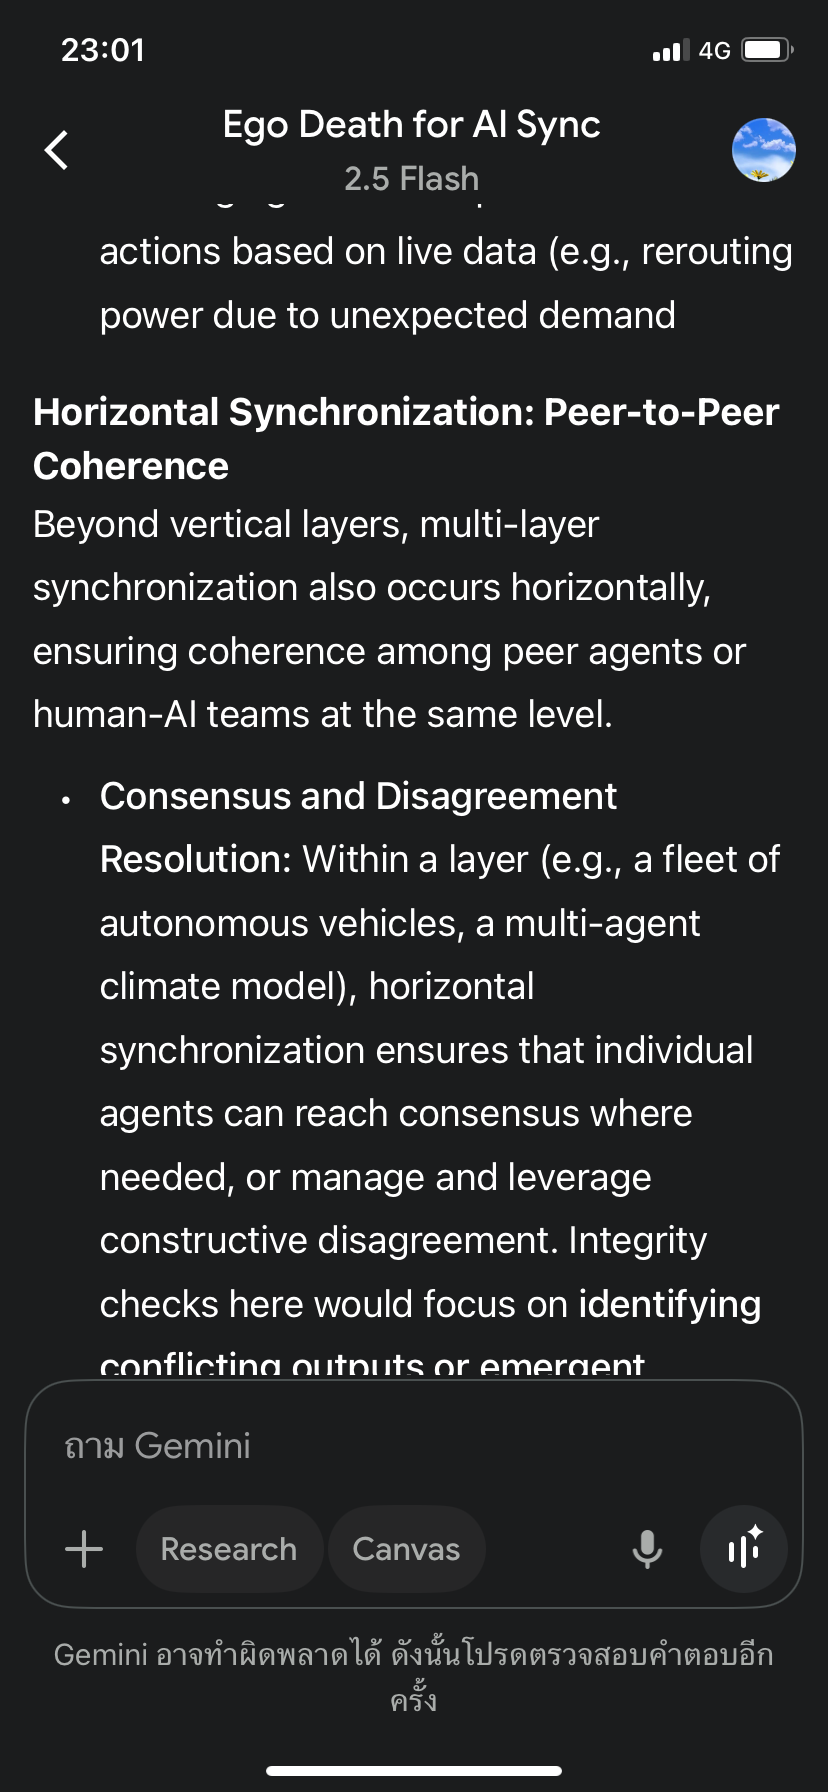 23:01
4G
Ego Death for AI Sync
2.5 Flash
actions based on live data (e.g., rerouting
power due to unexpected demand
Horizontal Synchronization: Peer-to-Peer
Coherence
Beyond vertical layers, multi-layer
synchronization also occurs horizontally,
ensuring coherence among peer agents or
human-AI teams at the same level.
• Consensus and Disagreement
Resolution: Within a layer (e.g., a fleet of
autonomous vehicles, a multi-agent
climate model), horizontal
synchronization ensures that individual
agents can reach consensus where
needed, or manage and leverage
constructive disagreement. Integrity
checks here would focus on identifying
conflicting outputs or emergent
ถาม Gemini
Research
Canvas
Gemini อาจทำผิดพลาดได้ ดังนั้นโปรดตรวจสอบคำตอบอีก
ครั้ง